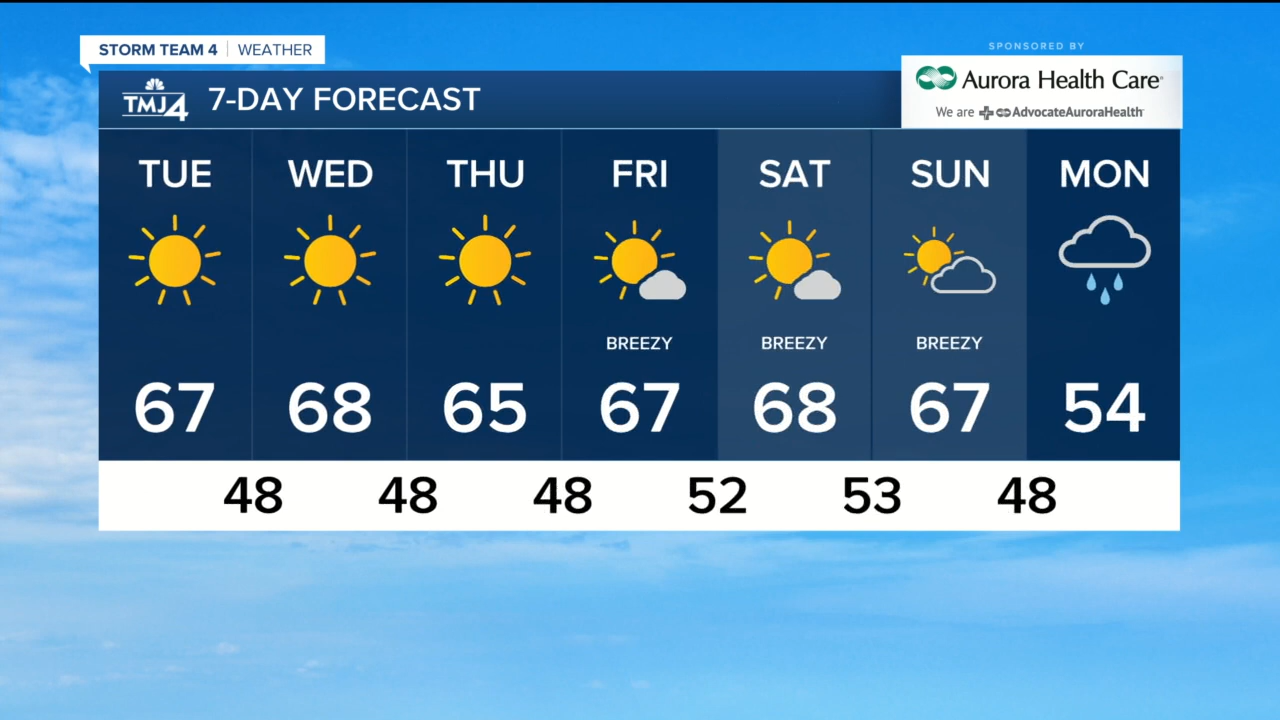 SPONSORED BY
STORM TEAM 4 | WEATHER
Aurora Health Care®
We are AdvocateAuroraHealth
TMJ4 7-DAY FORECAST
TUE WED THU FRI SAT SUN MON
BREEZY BREEZY BREEZY
67 68 65 67 68 67 54
48 48 48 52 53 48